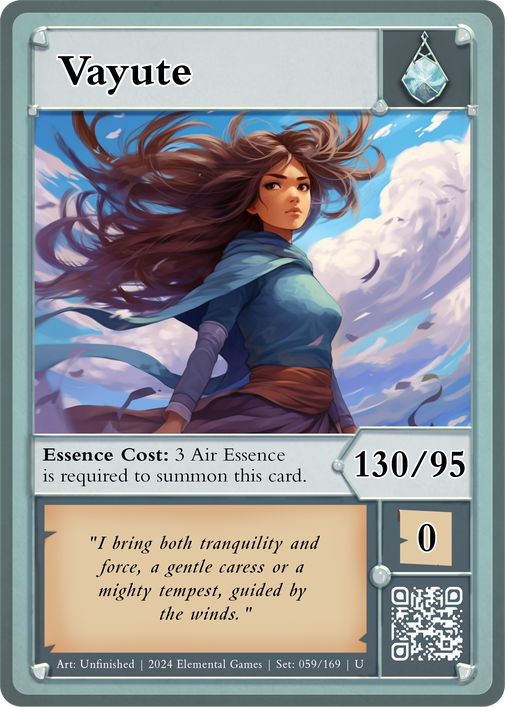 Vayute
Essence Cost: 3 Air Essence
is required to summon this card.
130/95
"I bring both tranquility and
force, a gentle caress or a
mighty tempest, guided by
the winds."
0
Art: Unfinished | 2024 Elemental Games | Set: 059/169 | U